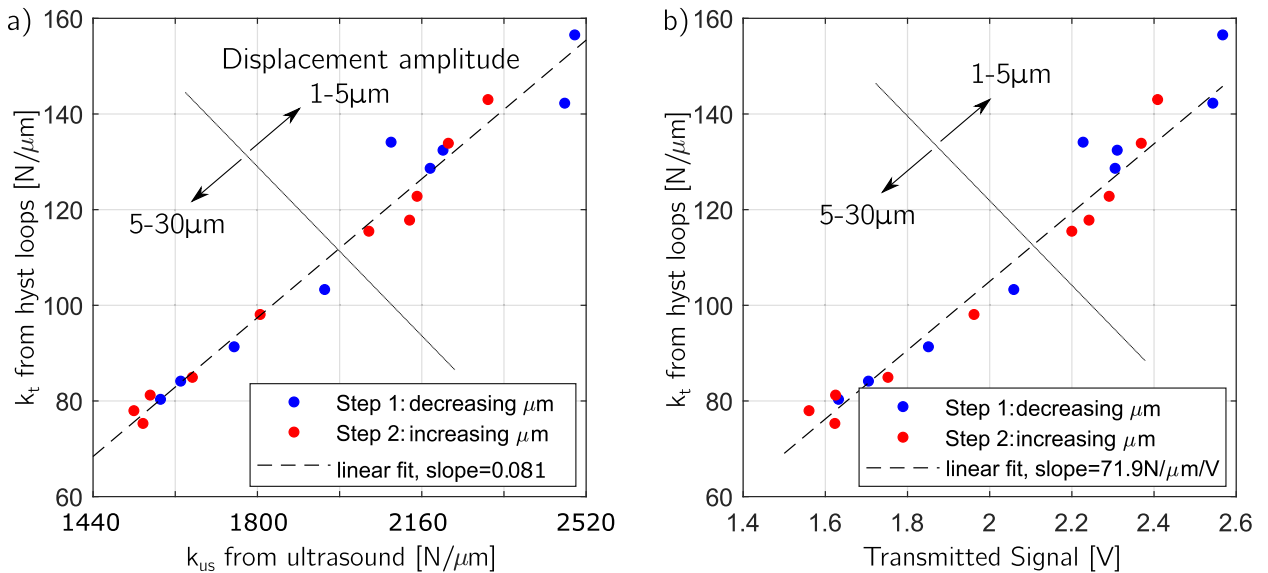 a)
160
140
120
100
80
60
k_t from hyst loops [N/μm]
Displacement amplitude
1-5μm
5-30μm
Step 1: decreasing μm
Step 2: increasing μm
linear fit, slope=0.081
1440 1800 2160 2520
k_us from ultrasound [N/μm]
b)
160
140
120
100
80
60
k_t from hyst loops [N/μm]
1-5μm
5-30μm
Step 1: decreasing μm
Step 2: increasing μm
linear fit, slope=71.9N/μm/V
1.4 1.6 1.8 2 2.2 2.4 2.6
Transmitted Signal [V]